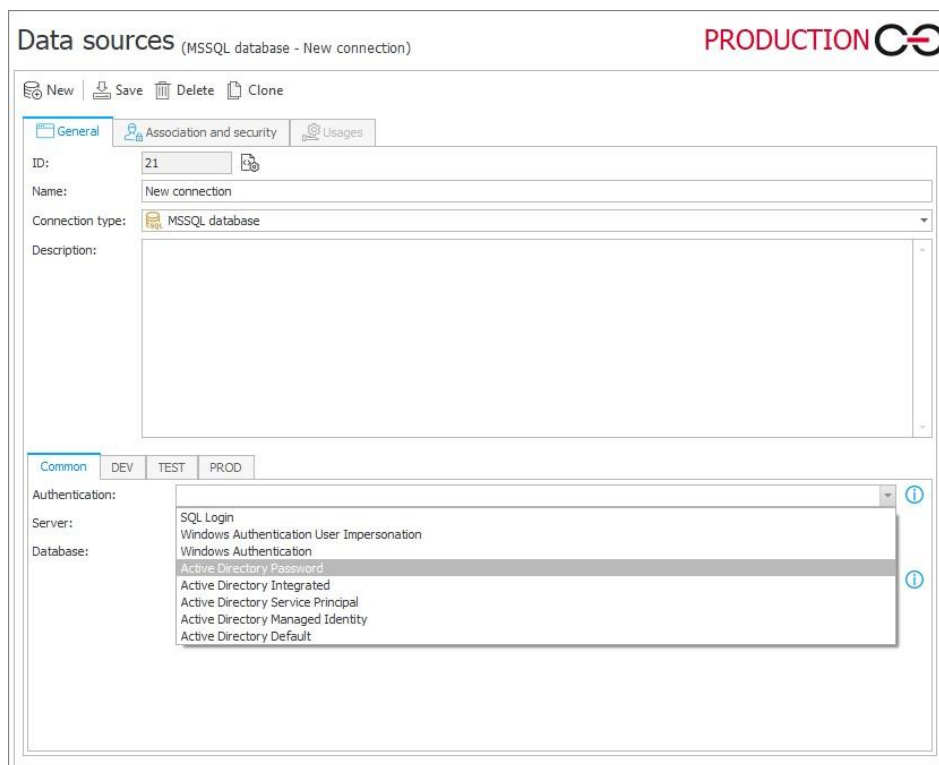 Data sources (MSSQL database - New connection)
PRODUCTION
New Save Delete Clone
General Association and security Usages
ID: 21
Name: New connection
Connection type: MSSQL database
Description:
Common DEV TEST PROD
Authentication:
Server:
Database:
SQL Login
Windows Authentication User Impersonation
Windows Authentication
Active Directory Password
Active Directory Integrated
Active Directory Service Principal
Active Directory Managed Identity
Active Directory Default